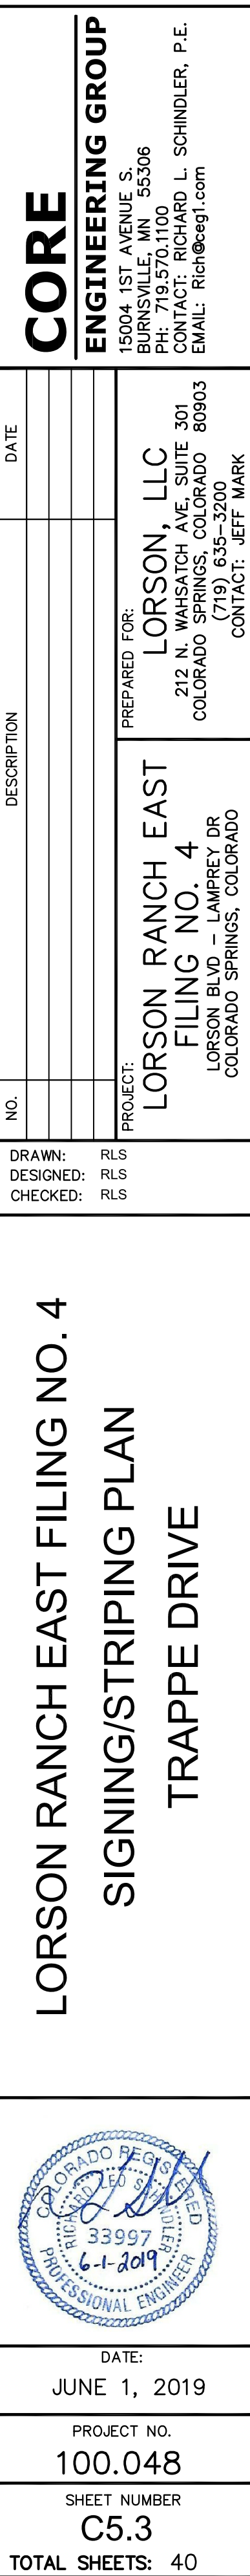 CORE
ENGINEERING GROUP
15004 1ST AVENUE S.
BURNSVILLE, MN 55306
PH: 719.570.1100
CONTACT: RICHARD L. SCHINDLER, P.E.
EMAIL: Rich@ceg1.com
DATE
DESCRIPTION
NO.
PREPARED FOR:
LORSON, LLC
212 N. WAHSATCH AVE, SUITE 301
COLORADO SPRINGS, COLORADO 80903
(719) 635-3200
CONTACT: JEFF MARK
PROJECT:
LORSON RANCH EAST
FILING NO. 4
LORSON BLVD - LAMPREY DR
COLORADO SPRINGS, COLORADO
DRAWN: RLS
DESIGNED: RLS
CHECKED: RLS
LORSON RANCH EAST FILING NO. 4
SIGNING/STRIPING PLAN
TRAPPE DRIVE
COLORADO REGISTERED
RICHARD LEO SCHINDLER
33997
6-1-2019
PROFESSIONAL ENGINEER
DATE:
JUNE 1, 2019
PROJECT NO.
100.048
SHEET NUMBER
C5.3
TOTAL SHEETS: 40